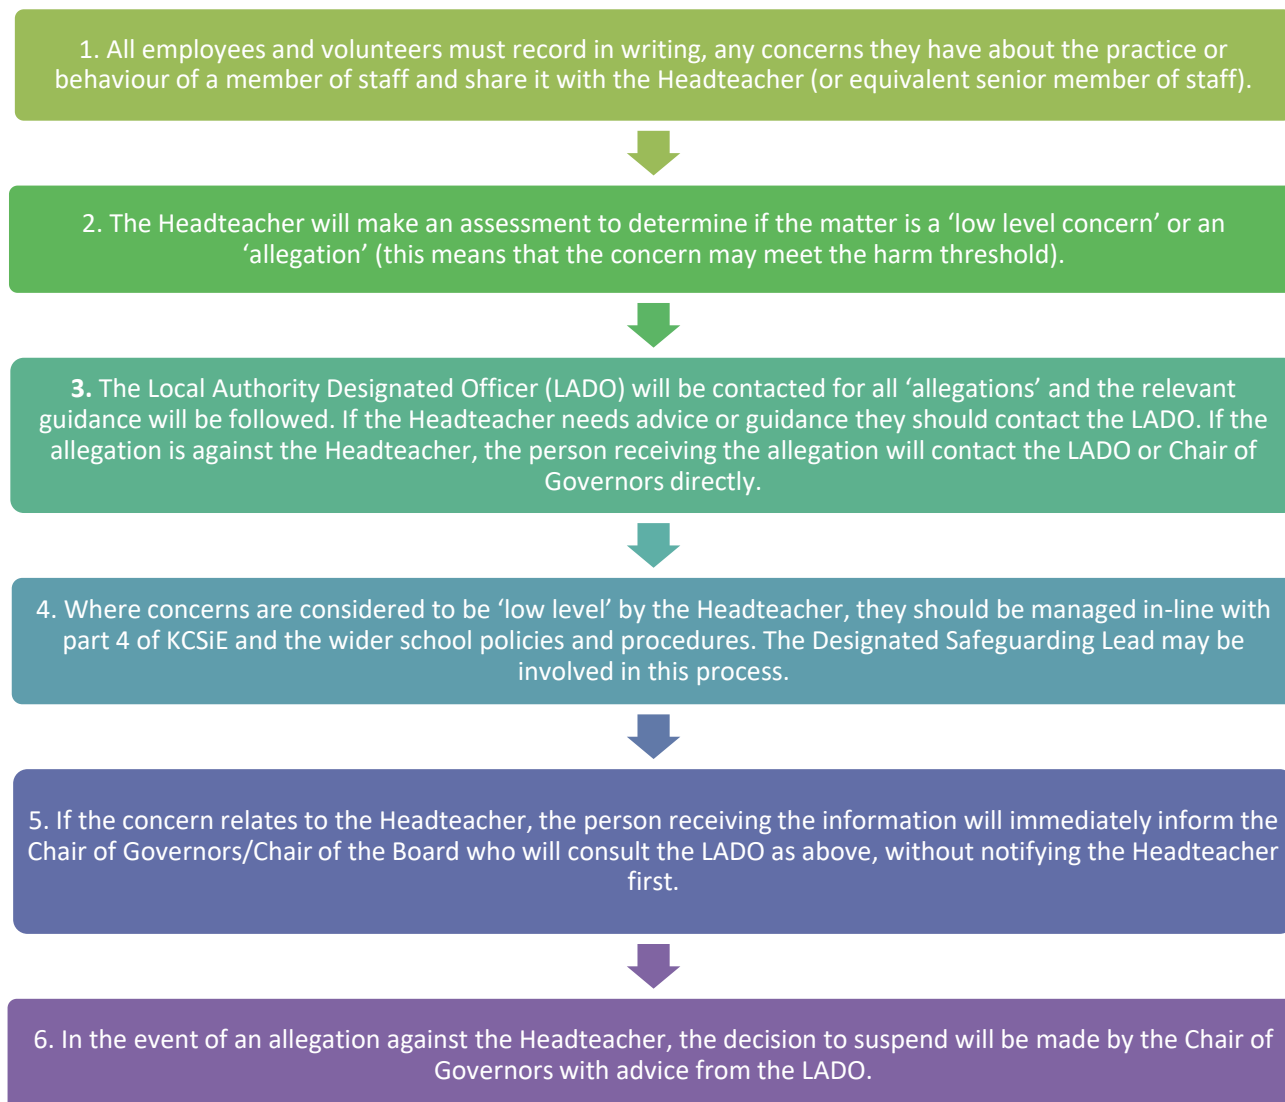 1. All employees and volunteers must record in writing, any concerns they have about the practice or
behaviour of a member of staff and share it with the Headteacher (or equivalent senior member of staff).
2. The Headteacher will make an assessment to determine if the matter is a ‘low level concern’ or an
‘allegation’ (this means that the concern may meet the harm threshold).
3. The Local Authority Designated Officer (LADO) will be contacted for all ‘allegations’ and the relevant
guidance will be followed. If the Headteacher needs advice or guidance they should contact the LADO. If the
allegation is against the Headteacher, the person receiving the allegation will contact the LADO or Chair of
Governors directly.
4. Where concerns are considered to be ‘low level’ by the Headteacher, they should be managed in-line with
part 4 of KCSiE and the wider school policies and procedures. The Designated Safeguarding Lead may be
involved in this process.
5. If the concern relates to the Headteacher, the person receiving the information will immediately inform the
Chair of Governors/Chair of the Board who will consult the LADO as above, without notifying the Headteacher
first.
6. In the event of an allegation against the Headteacher, the decision to suspend will be made by the Chair of
Governors with advice from the LADO.